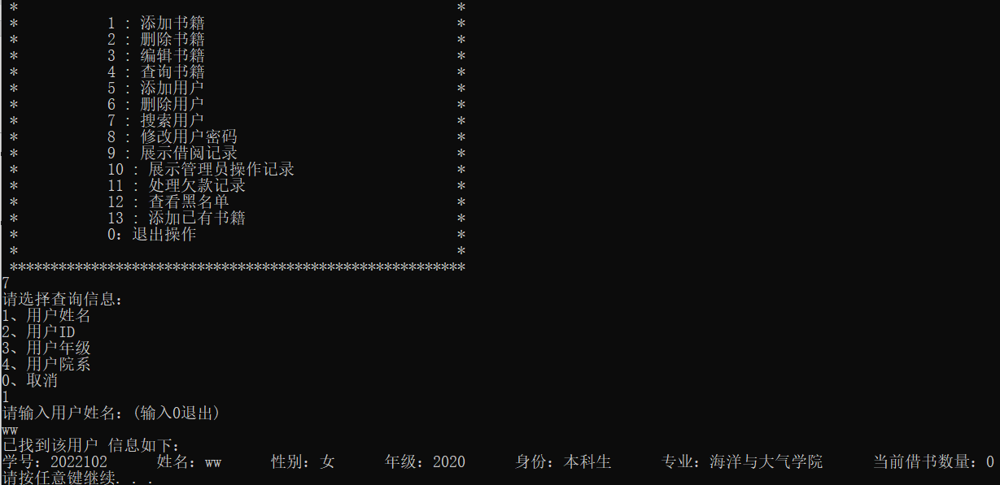 * *
* 1 : 添加书籍 *
* 2 : 删除书籍 *
* 3 : 编辑书籍 *
* 4 : 查询书籍 *
* 5 : 添加用户 *
* 6 : 删除用户 *
* 7 : 搜索用户 *
* 8 : 修改用户密码 *
* 9 : 展示借阅记录 *
* 10 : 展示管理员操作记录 *
* 11 : 处理欠款记录 *
* 12 : 查看黑名单 *
* 13 : 添加已有书籍 *
* 0: 退出操作 *
* *
********************************************************
7
请选择查询信息:
1、用户姓名
2、用户ID
3、用户年级
4、用户院系
0、取消
1
请输入用户姓名: (输入0退出)
ww
已找到该用户 信息如下:
学号: 2022102 姓名: ww 性别: 女 年级: 2020 身份: 本科生 专业: 海洋与大气学院 当前借书数量: 0
请按任意键继续. . .